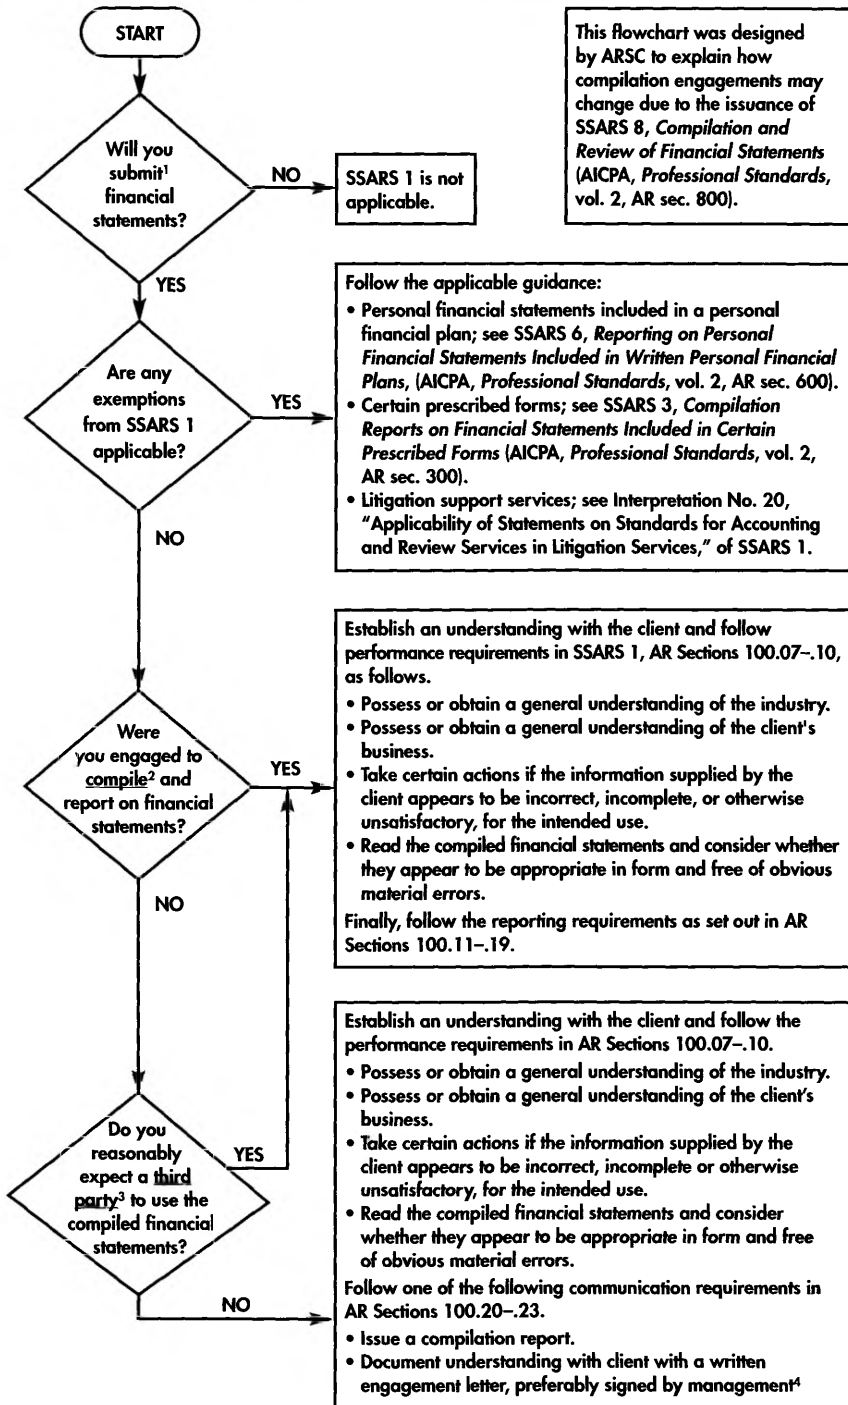 START
This flowchart was designed
by ARSC to explain how
compilation engagements may
change due to the issuance of
SSARS 8, Compilation and
Review of Financial Statements
(AICPA, Professional Standards,
vol. 2, AR sec. 800).
Will you
submit¹
financial
statements?
NO
SSARS 1 is not
applicable.
YES
Are any
exemptions
from SSARS 1
applicable?
YES
Follow the applicable guidance:
• Personal financial statements included in a personal
financial plan; see SSARS 6, Reporting on Personal
Financial Statements Included in Written Personal Financial
Plans, (AICPA, Professional Standards, vol. 2, AR sec. 600).
• Certain prescribed forms; see SSARS 3, Compilation
Reports on Financial Statements Included in Certain
Prescribed Forms (AICPA, Professional Standards, vol. 2,
AR sec. 300).
• Litigation support services; see Interpretation No. 20,
"Applicability of Statements on Standards for Accounting
and Review Services in Litigation Services," of SSARS 1.
NO
Were
you engaged to
compile² and
report on financial
statements?
YES
Establish an understanding with the client and follow
performance requirements in SSARS 1, AR Sections 100.07–.10,
as follows.
• Possess or obtain a general understanding of the industry.
• Possess or obtain a general understanding of the client's
business.
• Take certain actions if the information supplied by the
client appears to be incorrect, incomplete, or otherwise
unsatisfactory, for the intended use.
• Read the compiled financial statements and consider whether
they appear to be appropriate in form and free of obvious
material errors.
Finally, follow the reporting requirements as set out in AR
Sections 100.11–.19.
NO
Do you
reasonably
expect a third
party³ to use the
compiled financial
statements?
YES
NO
Establish an understanding with the client and follow the
performance requirements in AR Sections 100.07–.10.
• Possess or obtain a general understanding of the industry.
• Possess or obtain a general understanding of the client's
business.
• Take certain actions if the information supplied by the
client appears to be incorrect, incomplete or otherwise
unsatisfactory, for the intended use.
• Read the compiled financial statements and consider
whether they appear to be appropriate in form and free
of obvious material errors.
Follow one of the following communication requirements in
AR Sections 100.20–.23.
• Issue a compilation report.
• Document understanding with client with a written
engagement letter, preferably signed by management⁴